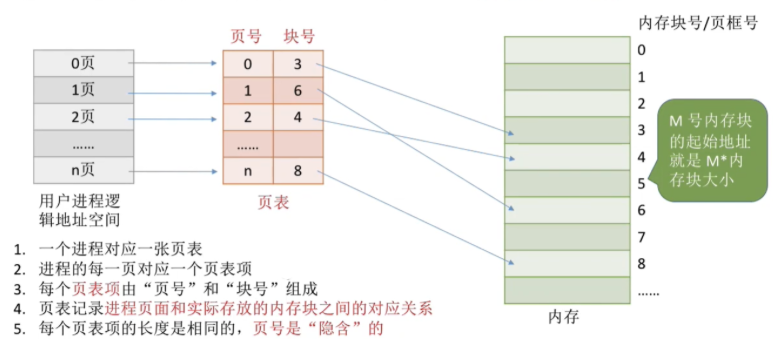 内存块号/页框号
页号 块号
0页
1页
2页
……
n页
0 3
1 6
2 4
……
n 8
0
1
2
3
4
5
6
7
8
……
M 号内存块
的起始地址
就是 M*内
存块大小
用户进程逻
辑地址空间
页表
内存
1. 一个进程对应一张页表
2. 进程的每一页对应一个页表项
3. 每个页表项由“页号”和“块号”组成
4. 页表记录进程页面和实际存放的内存块之间的对应关系
5. 每个页表项的长度是相同的，页号是“隐含”的